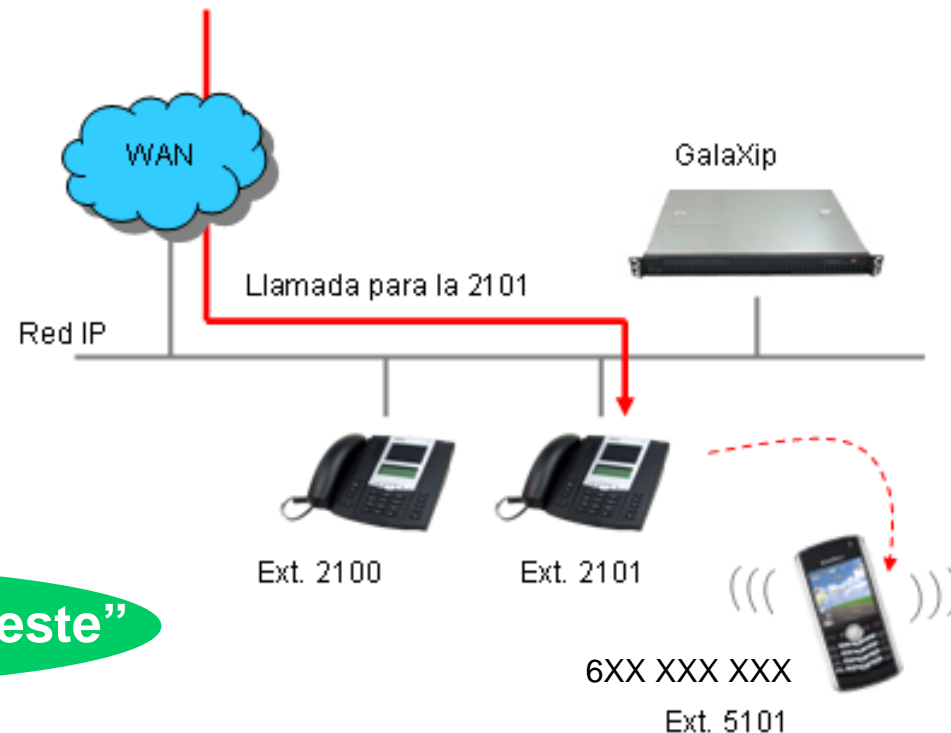 WAN
GalaXip
Llamada para la 2101
Red IP
Ext. 2100
Ext. 2101
este”
6XX XXX XXX
Ext. 5101